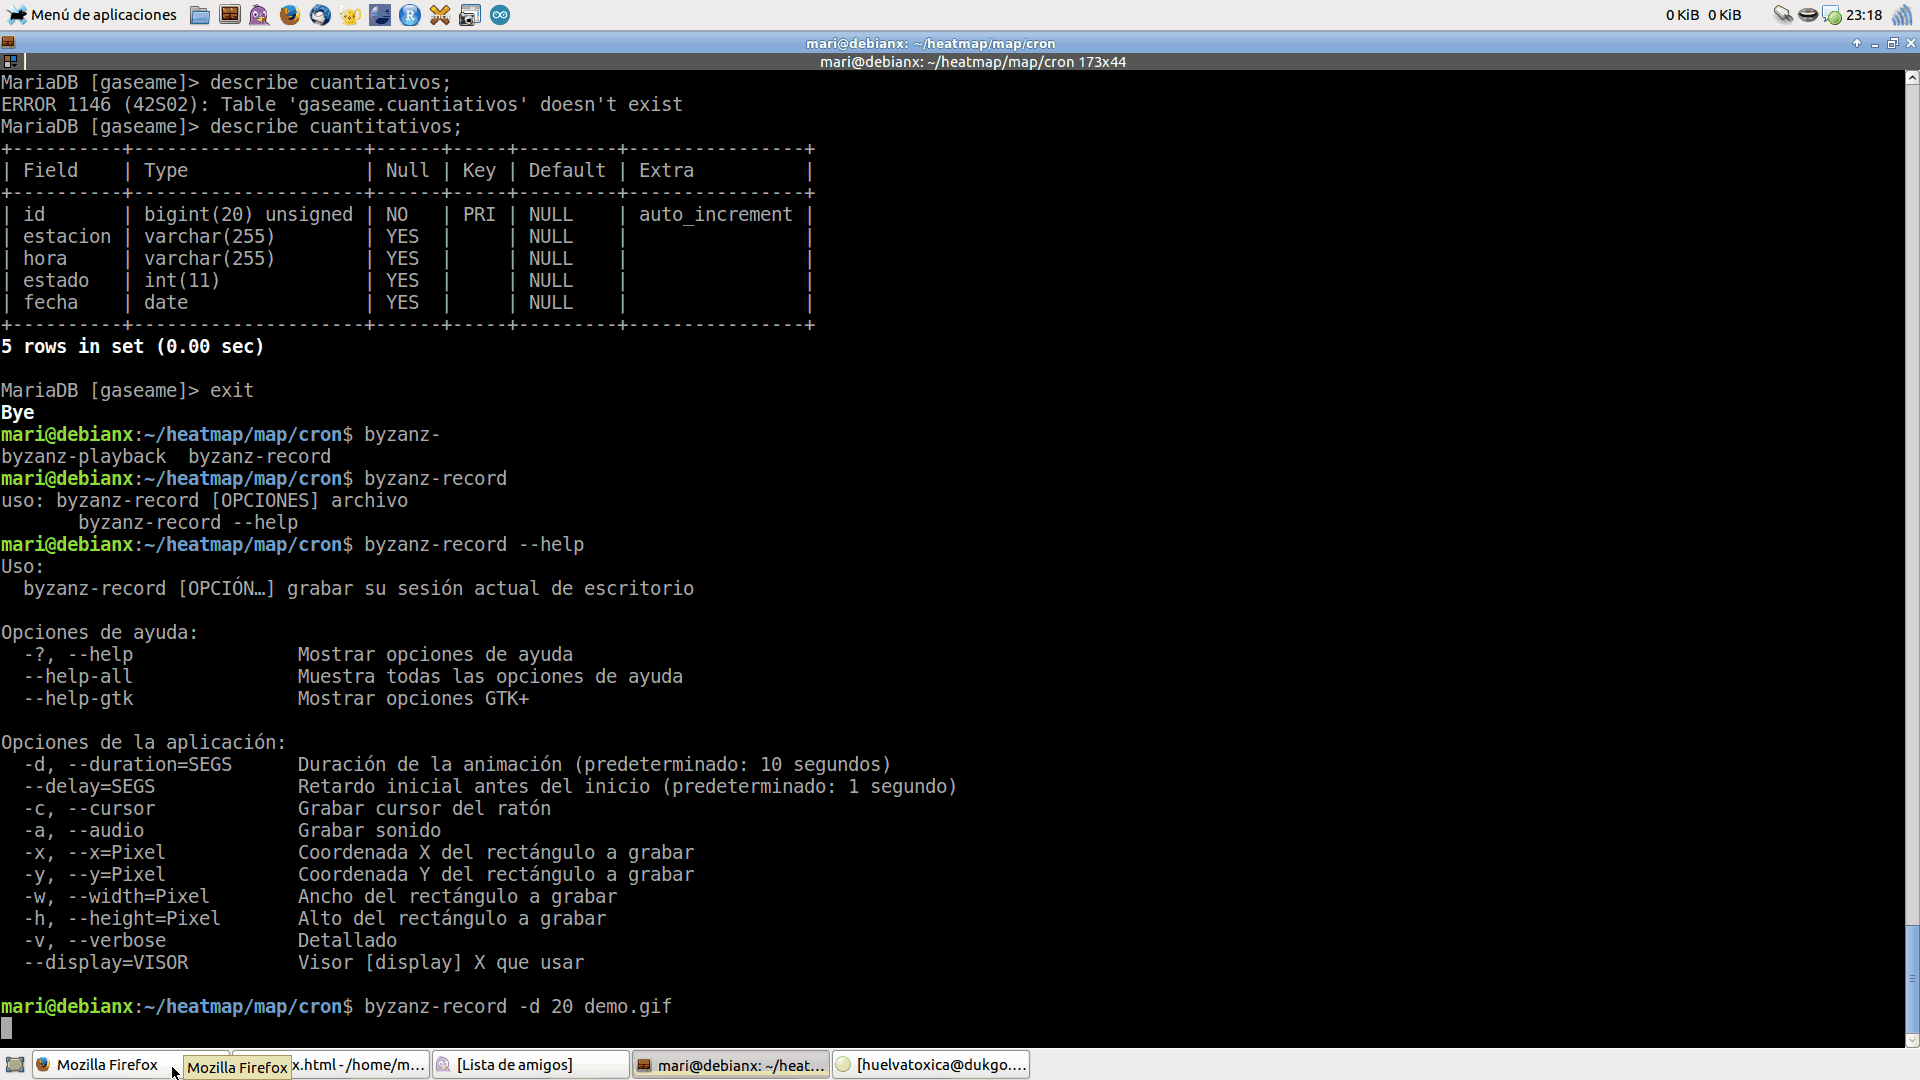 Menú de aplicaciones
0 KiB 0 KiB
23:18
mari@debianx: ~/heatmap/map/cron
mari@debianx: ~/heatmap/map/cron 173x44
MariaDB [gaseame]> describe cuantiativos;
ERROR 1146 (42S02): Table 'gaseame.cuantiativos' doesn't exist
MariaDB [gaseame]> describe cuantitativos;
+----------+---------------------+------+-----+---------+----------------+
| Field    | Type                | Null | Key | Default | Extra          |
+----------+---------------------+------+-----+---------+----------------+
| id       | bigint(20) unsigned | NO   | PRI | NULL    | auto_increment |
| estacion | varchar(255)        | YES  |     | NULL    |                |
| hora     | varchar(255)        | YES  |     | NULL    |                |
| estado   | int(11)             | YES  |     | NULL    |                |
| fecha    | date                | YES  |     | NULL    |                |
+----------+---------------------+------+-----+---------+----------------+
5 rows in set (0.00 sec)
MariaDB [gaseame]> exit
Bye
mari@debianx:~/heatmap/map/cron$ byzanz-
byzanz-playback  byzanz-record
mari@debianx:~/heatmap/map/cron$ byzanz-record
uso: byzanz-record [OPCIONES] archivo
       byzanz-record --help
mari@debianx:~/heatmap/map/cron$ byzanz-record --help
Uso:
  byzanz-record [OPCIÓN…] grabar su sesión actual de escritorio
Opciones de ayuda:
  -?, --help               Mostrar opciones de ayuda
  --help-all               Muestra todas las opciones de ayuda
  --help-gtk               Mostrar opciones GTK+
Opciones de la aplicación:
  -d, --duration=SEGS      Duración de la animación (predeterminado: 10 segundos)
  --delay=SEGS             Retardo inicial antes del inicio (predeterminado: 1 segundo)
  -c, --cursor             Grabar cursor del ratón
  -a, --audio              Grabar sonido
  -x, --x=Pixel            Coordenada X del rectángulo a grabar
  -y, --y=Pixel            Coordenada Y del rectángulo a grabar
  -w, --width=Pixel        Ancho del rectángulo a grabar
  -h, --height=Pixel       Alto del rectángulo a grabar
  -v, --verbose            Detallado
  --display=VISOR          Visor [display] X que usar
mari@debianx:~/heatmap/map/cron$ byzanz-record -d 20 demo.gif
Mozilla Firefox
Mozilla Firefox
x.html - /home/m...
[Lista de amigos]
mari@debianx: ~/heat...
[huelvatoxica@dukgo....